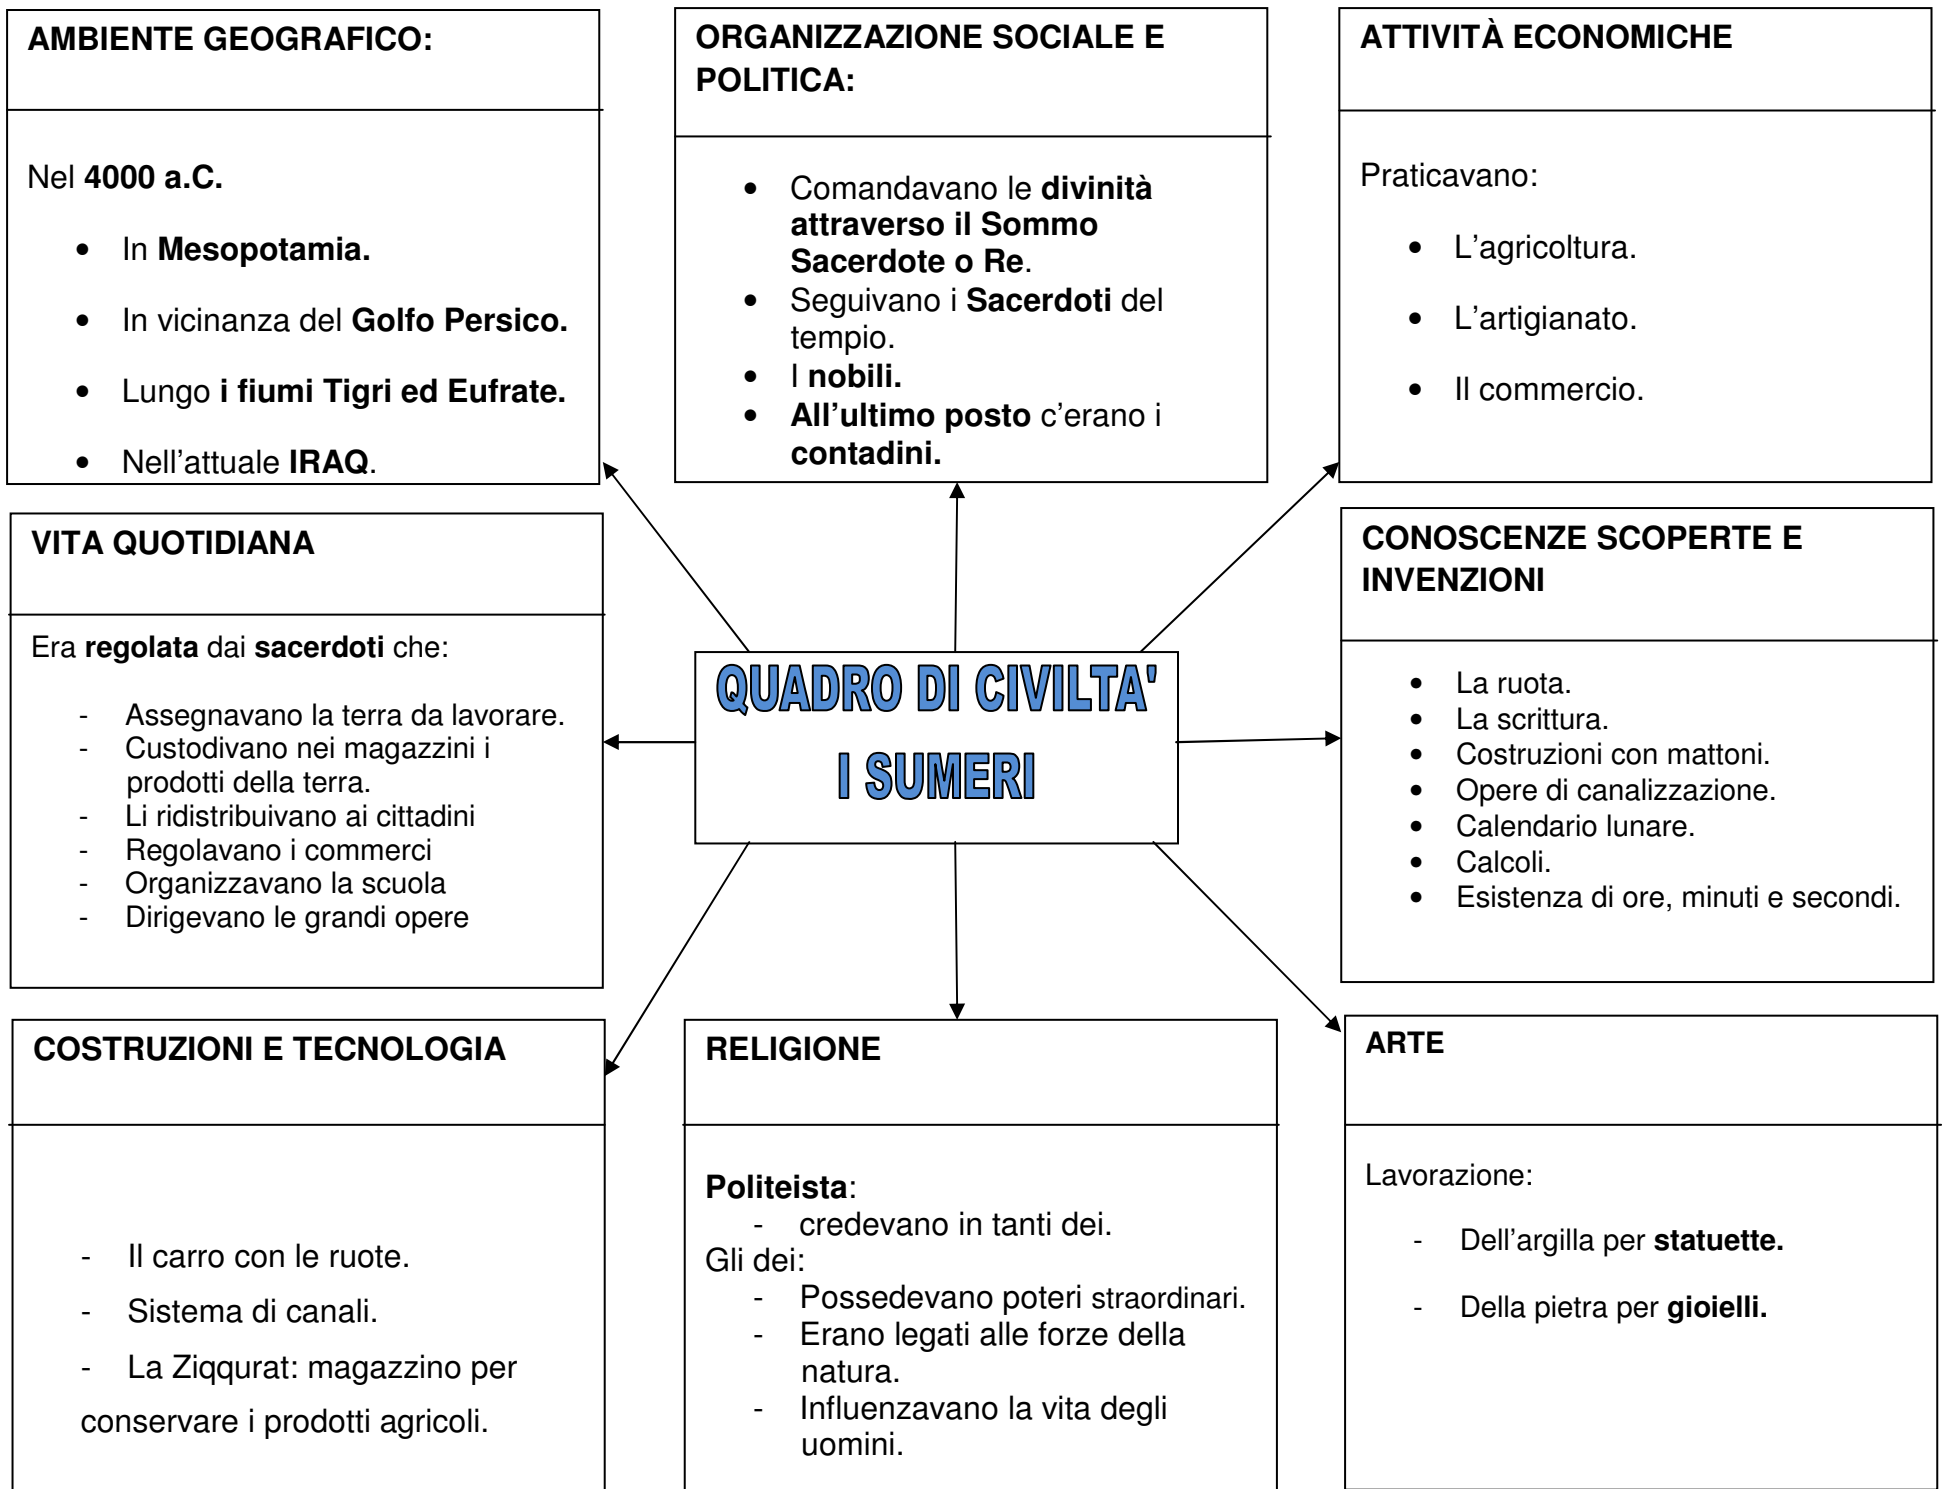 AMBIENTE GEOGRAFICO:
Nel 4000 a.C.
• In Mesopotamia.
• In vicinanza del Golfo Persico.
• Lungo i fiumi Tigri ed Eufrate.
• Nell'attuale IRAQ.
ORGANIZZAZIONE SOCIALE E
POLITICA:
• Comandavano le divinità
attraverso il Sommo
Sacerdote o Re.
• Seguivano i Sacerdoti del
tempio.
• I nobili.
• All'ultimo posto c'erano i
contadini.
ATTIVITÀ ECONOMICHE
Praticavano:
• L'agricoltura.
• L'artigianato.
• Il commercio.
VITA QUOTIDIANA
Era regolata dai sacerdoti che:
- Assegnavano la terra da lavorare.
- Custodivano nei magazzini i
prodotti della terra.
- Li ridistribuivano ai cittadini
- Regolavano i commerci
- Organizzavano la scuola
- Dirigevano le grandi opere
QUADRO DI CIVILTA'
I SUMERI
CONOSCENZE SCOPERTE E
INVENZIONI
• La ruota.
• La scrittura.
• Costruzioni con mattoni.
• Opere di canalizzazione.
• Calendario lunare.
• Calcoli.
• Esistenza di ore, minuti e secondi.
COSTRUZIONI E TECNOLOGIA
- Il carro con le ruote.
- Sistema di canali.
- La Ziqqurat: magazzino per
conservare i prodotti agricoli.
RELIGIONE
Politeista:
- credevano in tanti dei.
Gli dei:
- Possedevano poteri straordinari.
- Erano legati alle forze della
natura.
- Influenzavano la vita degli
uomini.
ARTE
Lavorazione:
- Dell'argilla per statuette.
- Della pietra per gioielli.